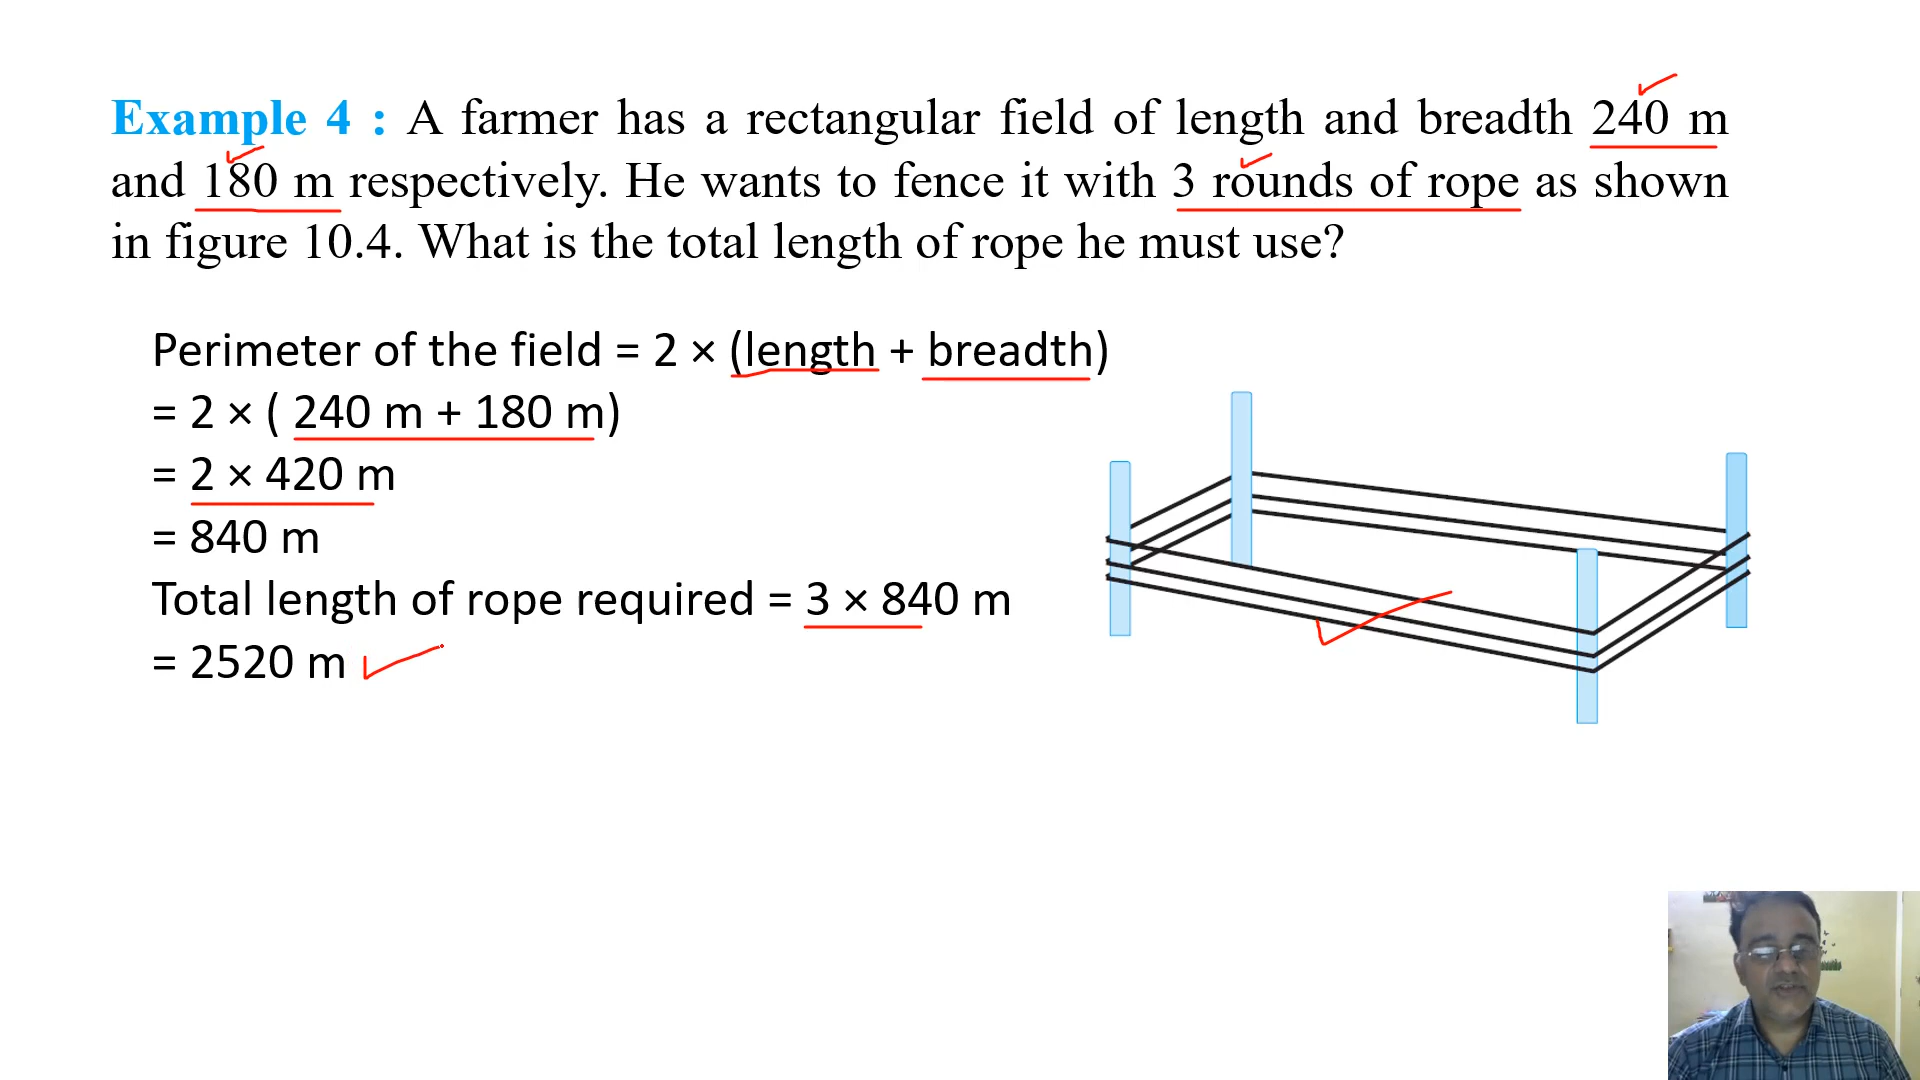 Example 4 : A farmer has a rectangular field of length and breadth 240 m
and 180 m respectively. He wants to fence it with 3 rounds of rope as shown
in figure 10.4. What is the total length of rope he must use?
Perimeter of the field = 2 × (length + breadth)
= 2 × ( 240 m + 180 m)
= 2 × 420 m
= 840 m
Total length of rope required = 3 × 840 m
= 2520 m